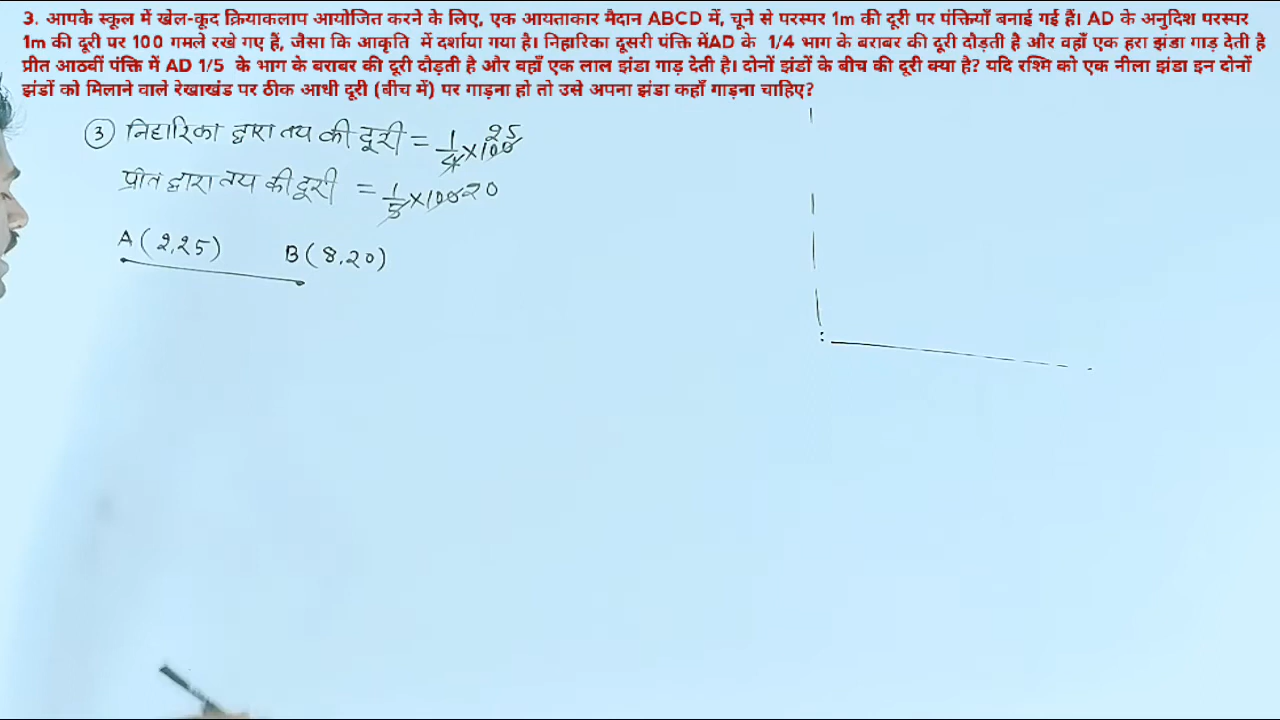 3. आपके स्कूल में खेल-कूद क्रियाकलाप आयोजित करने के लिए, एक आयताकार मैदान ABCD में, चूने से परस्पर 1m की दूरी पर पंक्तियाँ बनाई गई हैं। AD के अनुदिश परस्पर
1m की दूरी पर 100 गमले रखे गए हैं, जैसा कि आकृति में दर्शाया गया है। निहारिका दूसरी पंक्ति मेंAD के 1/4 भाग के बराबर की दूरी दौड़ती है और वहाँ एक हरा झंडा गाड़ देती है
प्रीत आठवीं पंक्ति में AD 1/5 के भाग के बराबर की दूरी दौड़ती है और वहाँ एक लाल झंडा गाड़ देती है। दोनों झंडों के बीच की दूरी क्या है? यदि रश्मि को एक नीला झंडा इन दोनों
झंडों को मिलाने वाले रेखाखंड पर ठीक आधी दूरी (बीच में) पर गाड़ना हो तो उसे अपना झंडा कहाँ गाड़ना चाहिए?
③ निहारिका द्वारा तय की दूरी = 1/4 × 100 25
प्रीत द्वारा तय की दूरी = 1/5 × 100 20
A (2,25) B (8,20)